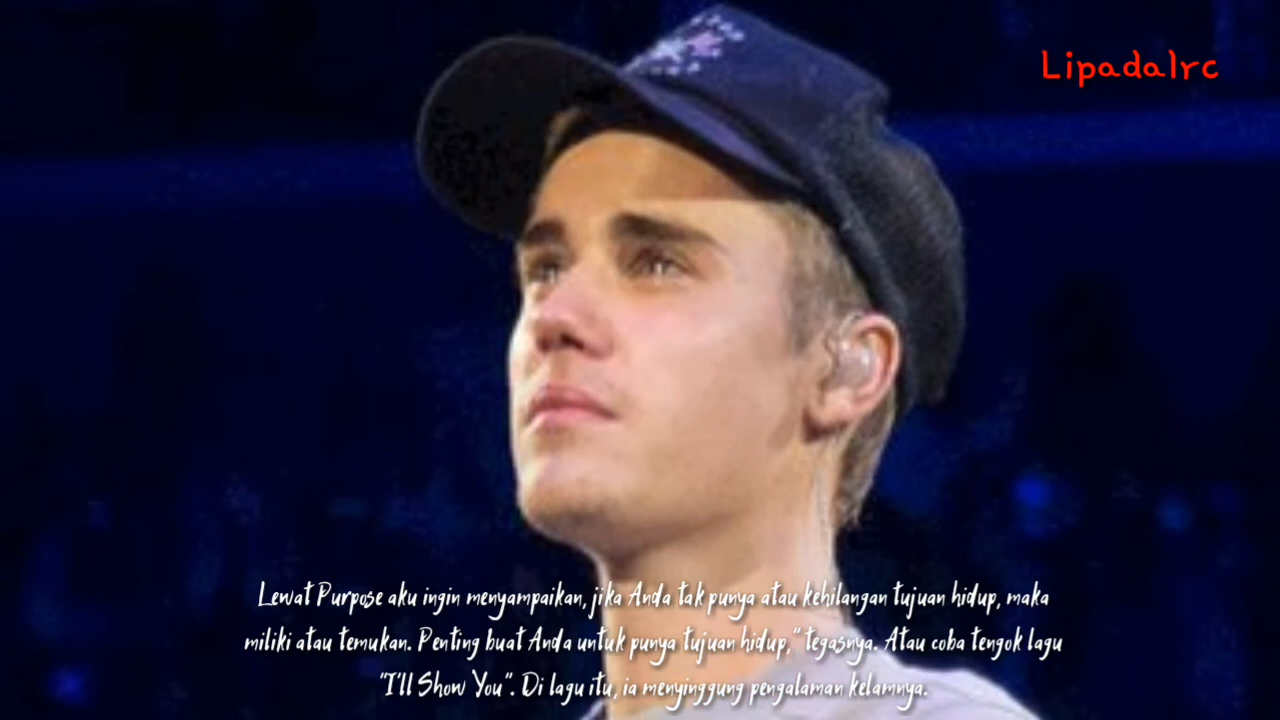 Lipadalrc
Lewat Purpose aku ingin menyampaikan, jika Anda tak punya atau kehilangan tujuan hidup, maka
miliki atau temukan. Penting buat Anda untuk punya tujuan hidup," tegasnya. Atau coba tengok lagu
"I'll Show You". Di lagu itu, ia menyinggung pengalaman kelamnya.